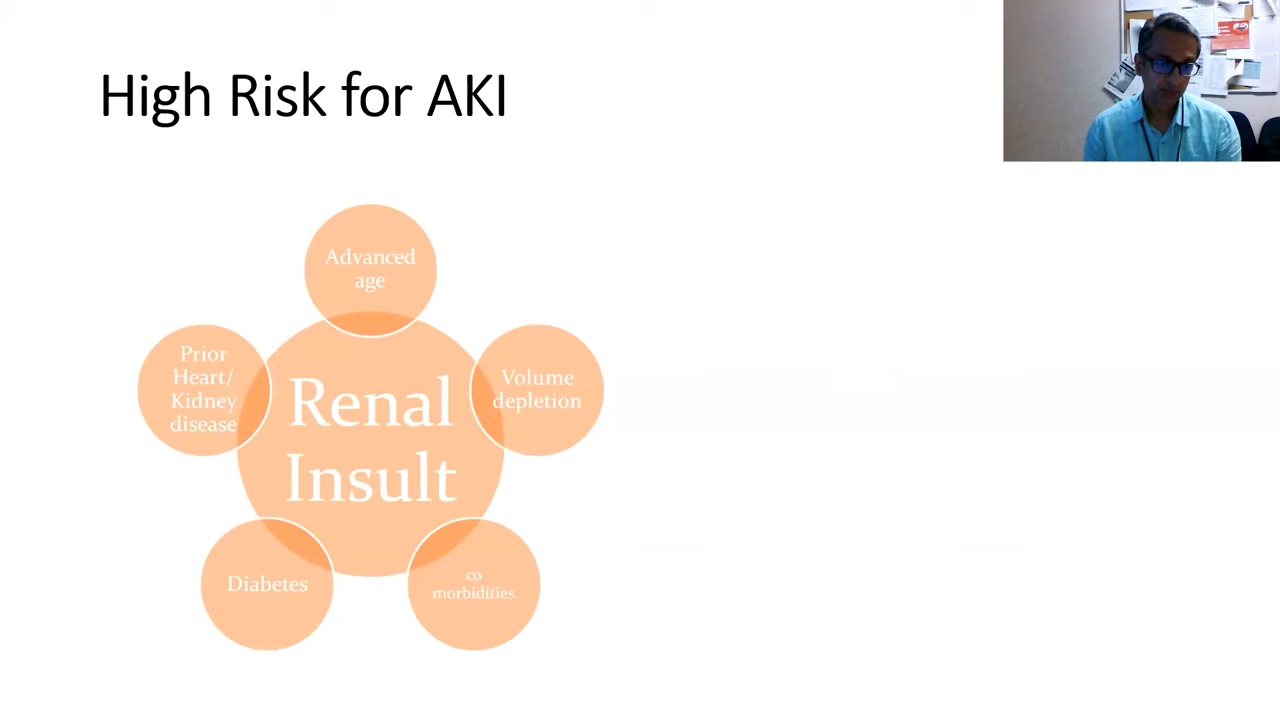 High Risk for AKI
Advanced
age
Prior
Heart/
Kidney
disease
Volume
depletion
Renal
Insult
Diabetes
co
morbidities